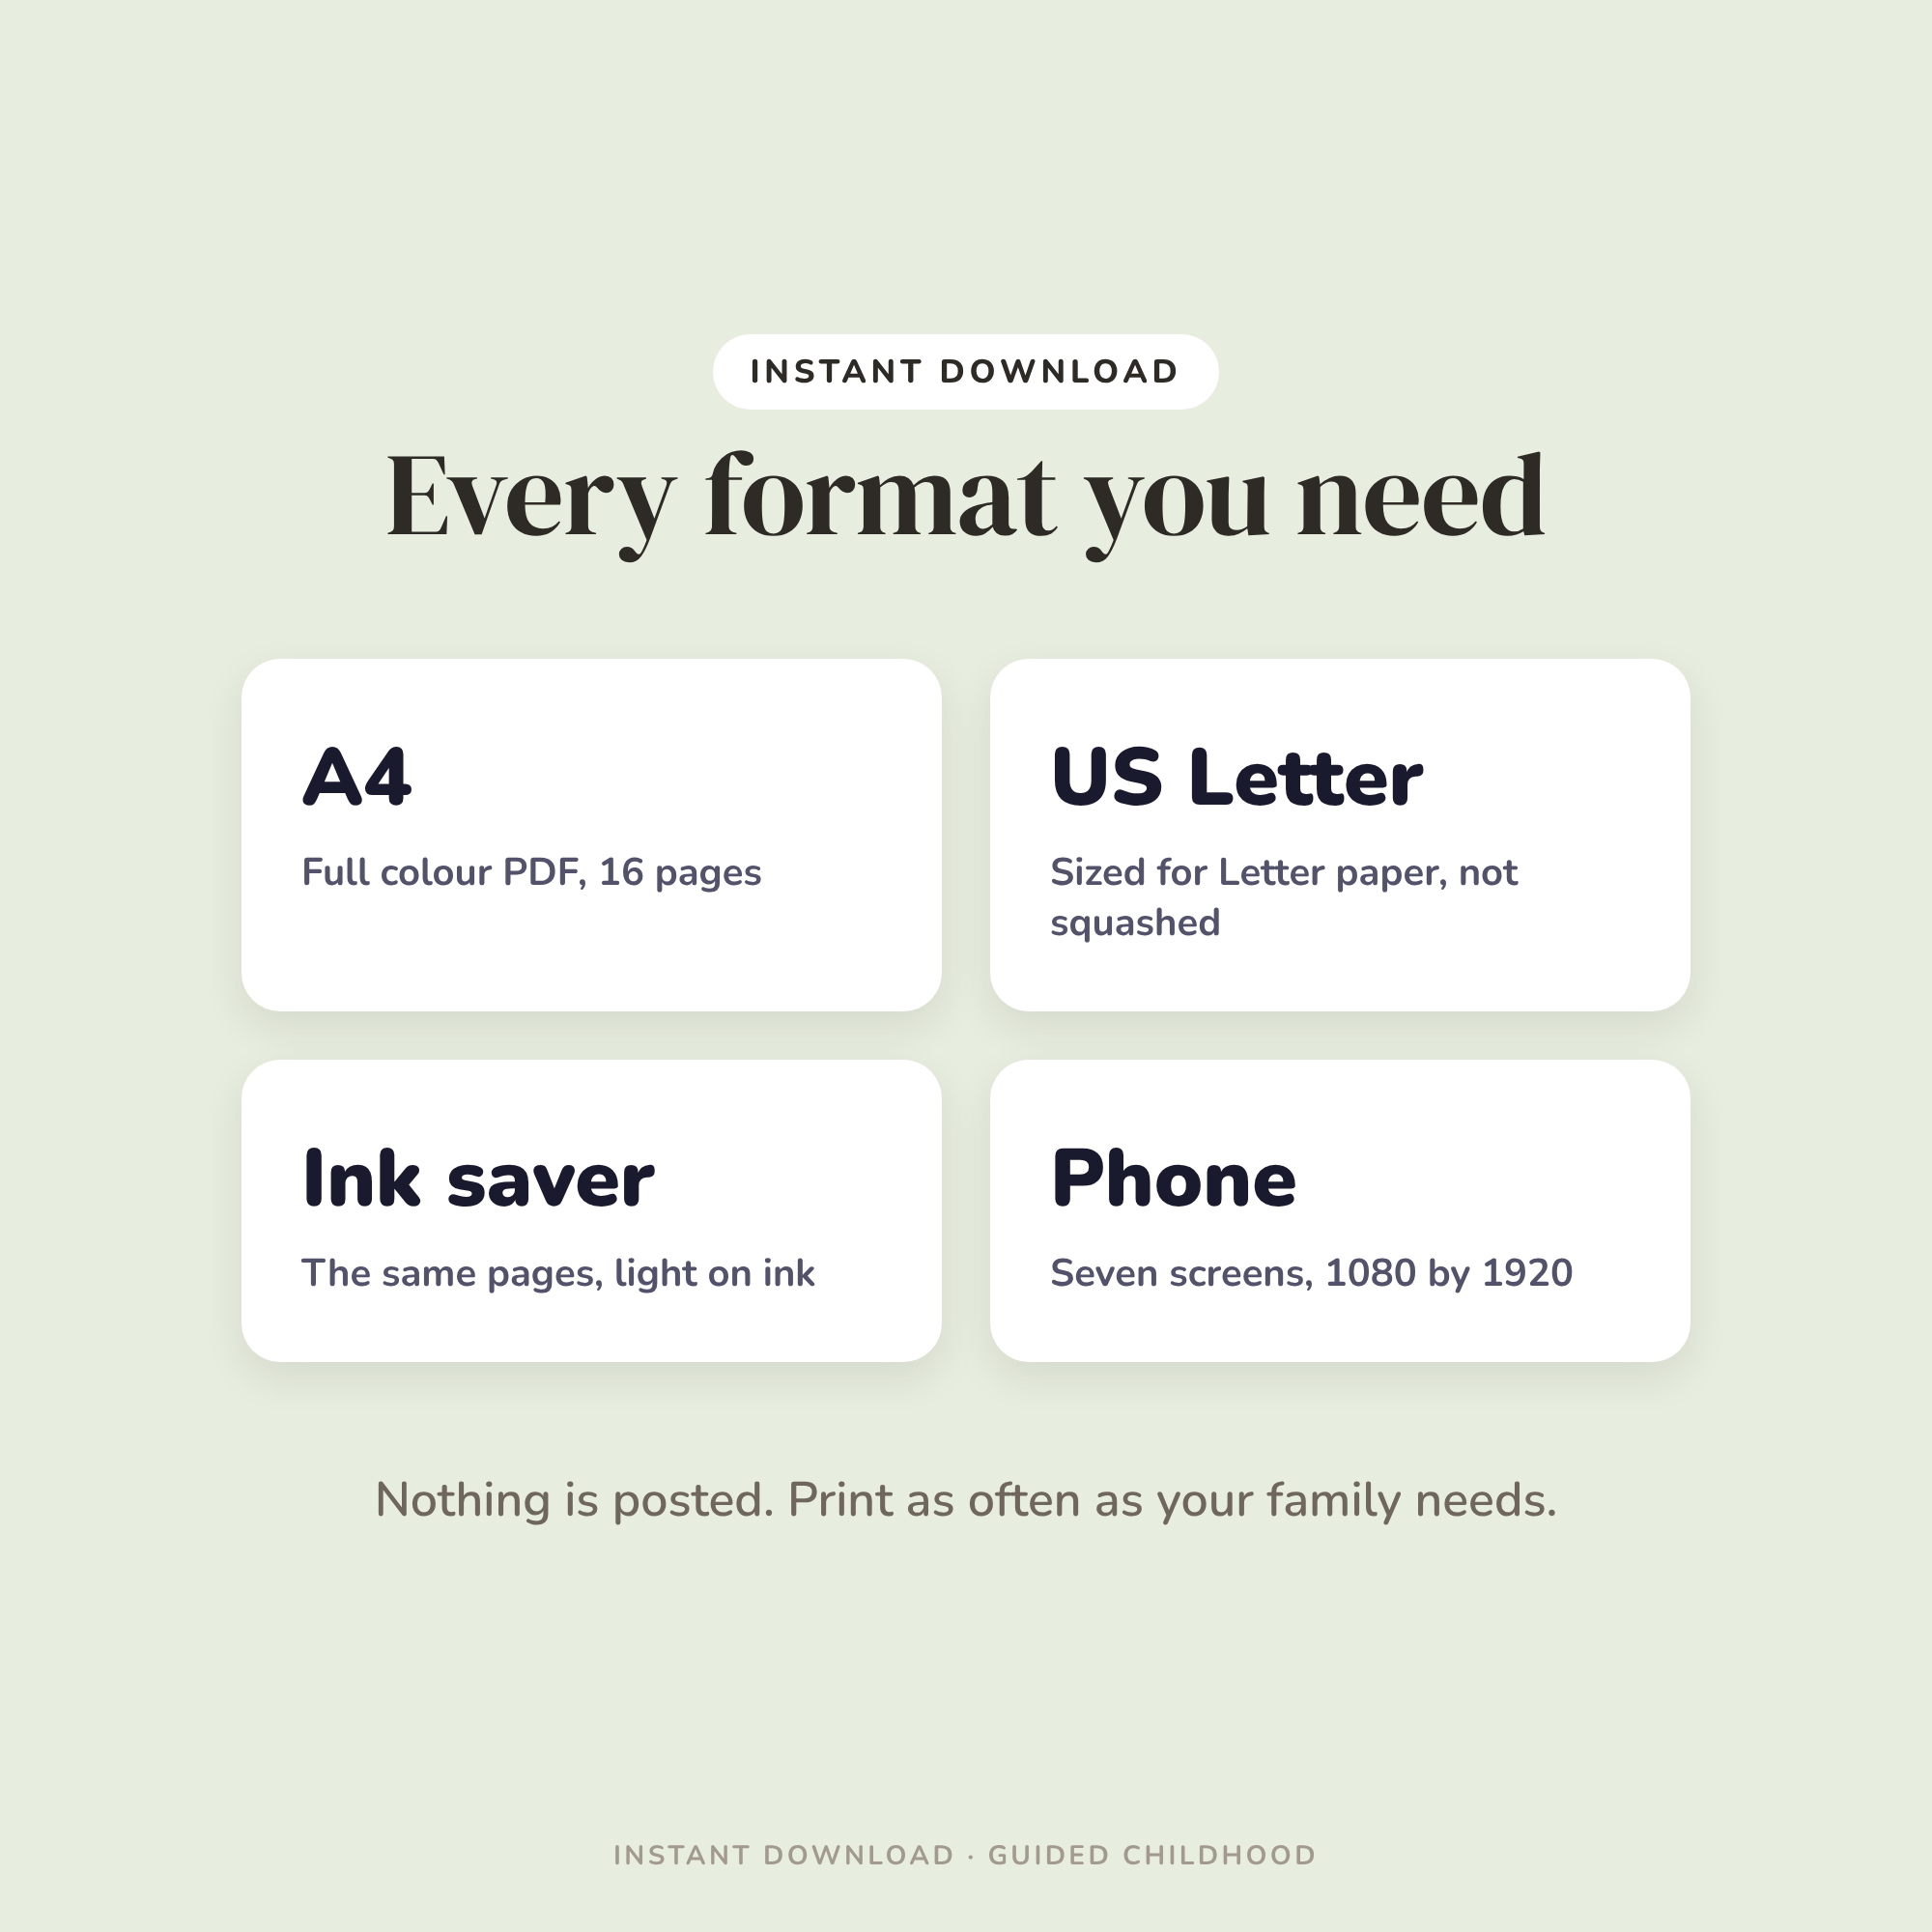 INSTANT DOWNLOAD
Every format you need
A4
Full colour PDF, 16 pages
US Letter
Sized for Letter paper, not
squashed
Ink saver
The same pages, light on ink
Phone
Seven screens, 1080 by 1920
Nothing is posted. Print as often as your family needs.
INSTANT DOWNLOAD · GUIDED CHILDHOOD